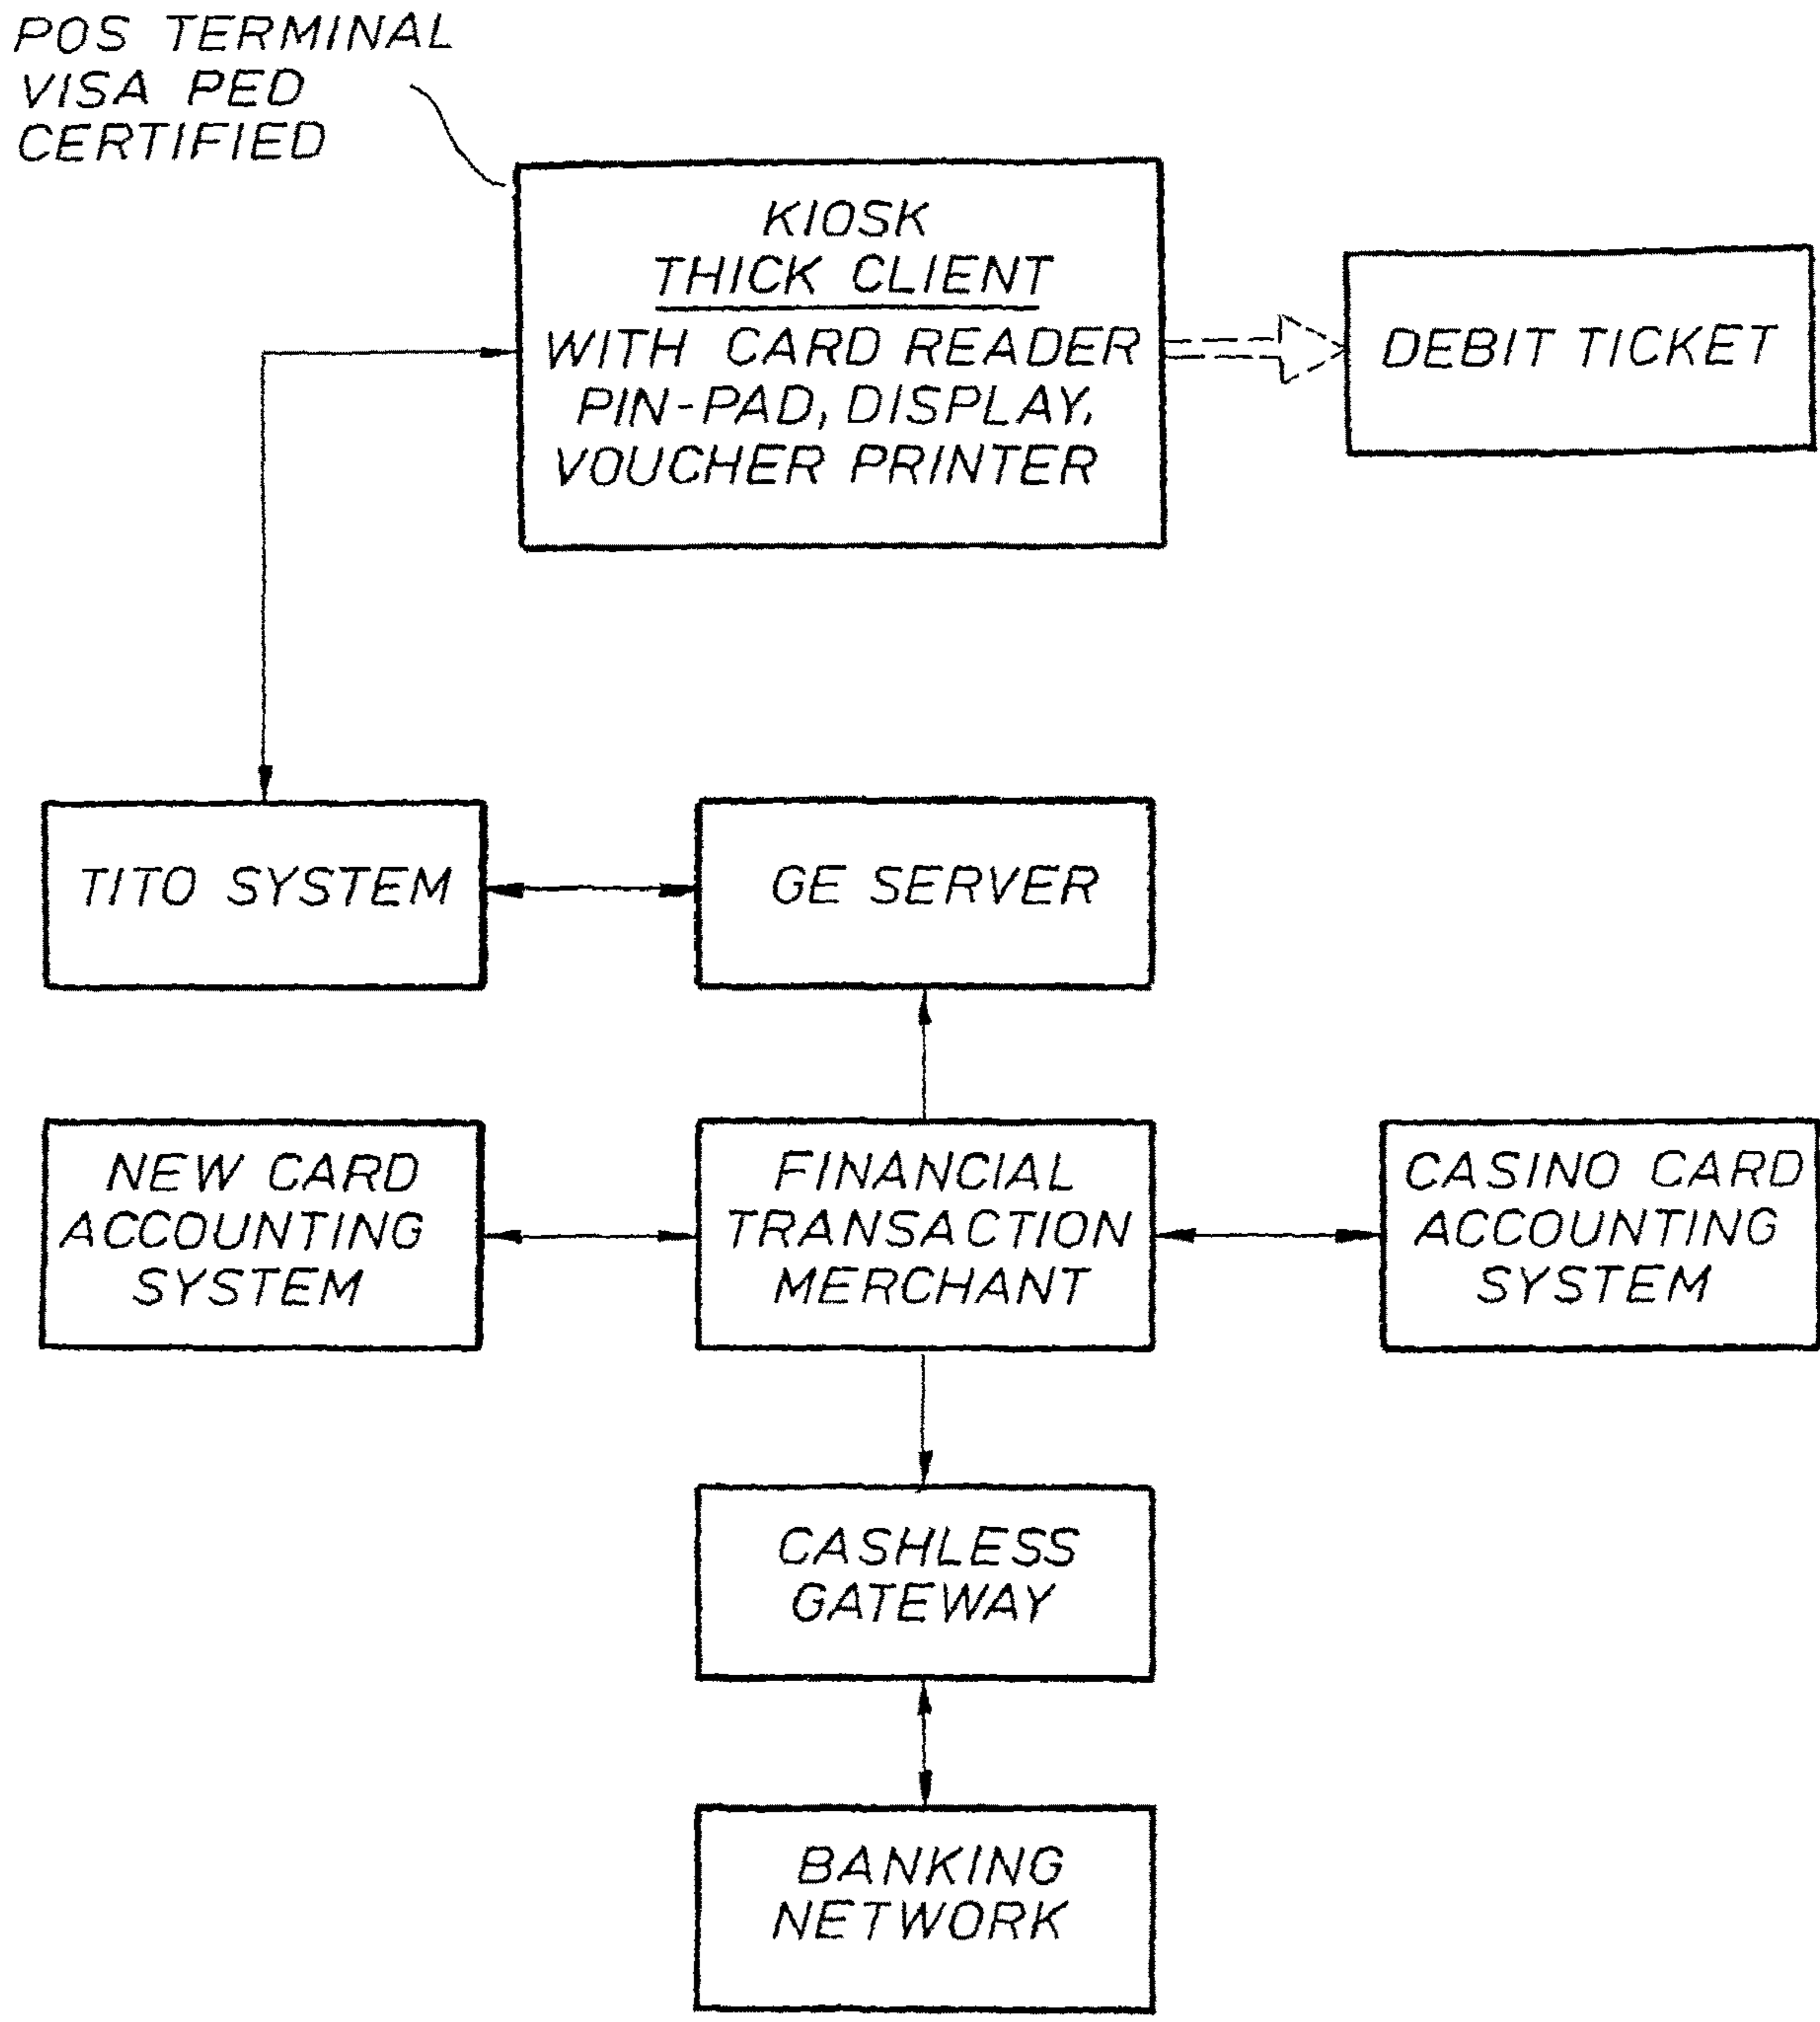 POS TERMINAL
VISA PED
CERTIFIED
KIOSK
THICK CLIENT
WITH CARD READER
PIN-PAD, DISPLAY,
VOUCHER PRINTER
DEBIT TICKET
TITO SYSTEM
GE SERVER
NEW CARD
ACCOUNTING
SYSTEM
FINANCIAL
TRANSACTION
MERCHANT
CASINO CARD
ACCOUNTING
SYSTEM
CASHLESS
GATEWAY
BANKING
NETWORK